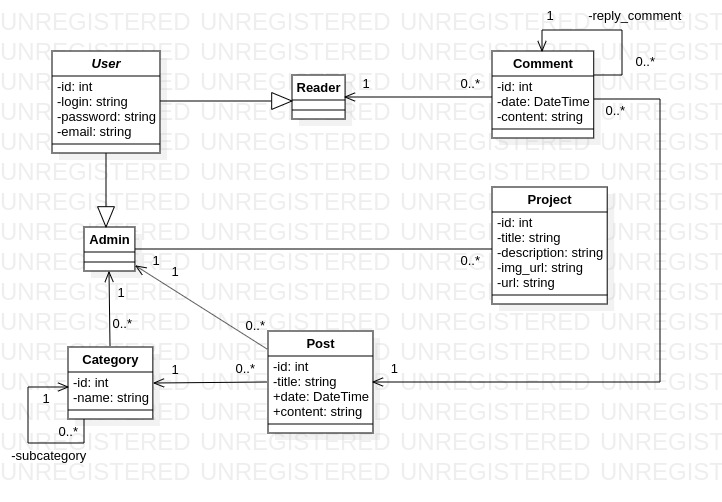 1
-reply_comment
User
-id: int
-login: string
-password: string
-email: string
Reader
1
0..*
Comment
-id: int
-date: DateTime
-content: string
0..*
0..*
Admin
1
1
0..*
Project
-id: int
-title: string
-description: string
-img_url: string
-url: string
1
0..*
0..*
Category
-id: int
-name: string
1
0..*
-subcategory
1
0..*
Post
-id: int
-title: string
+date: DateTime
+content: string
1
UNREGISTERED